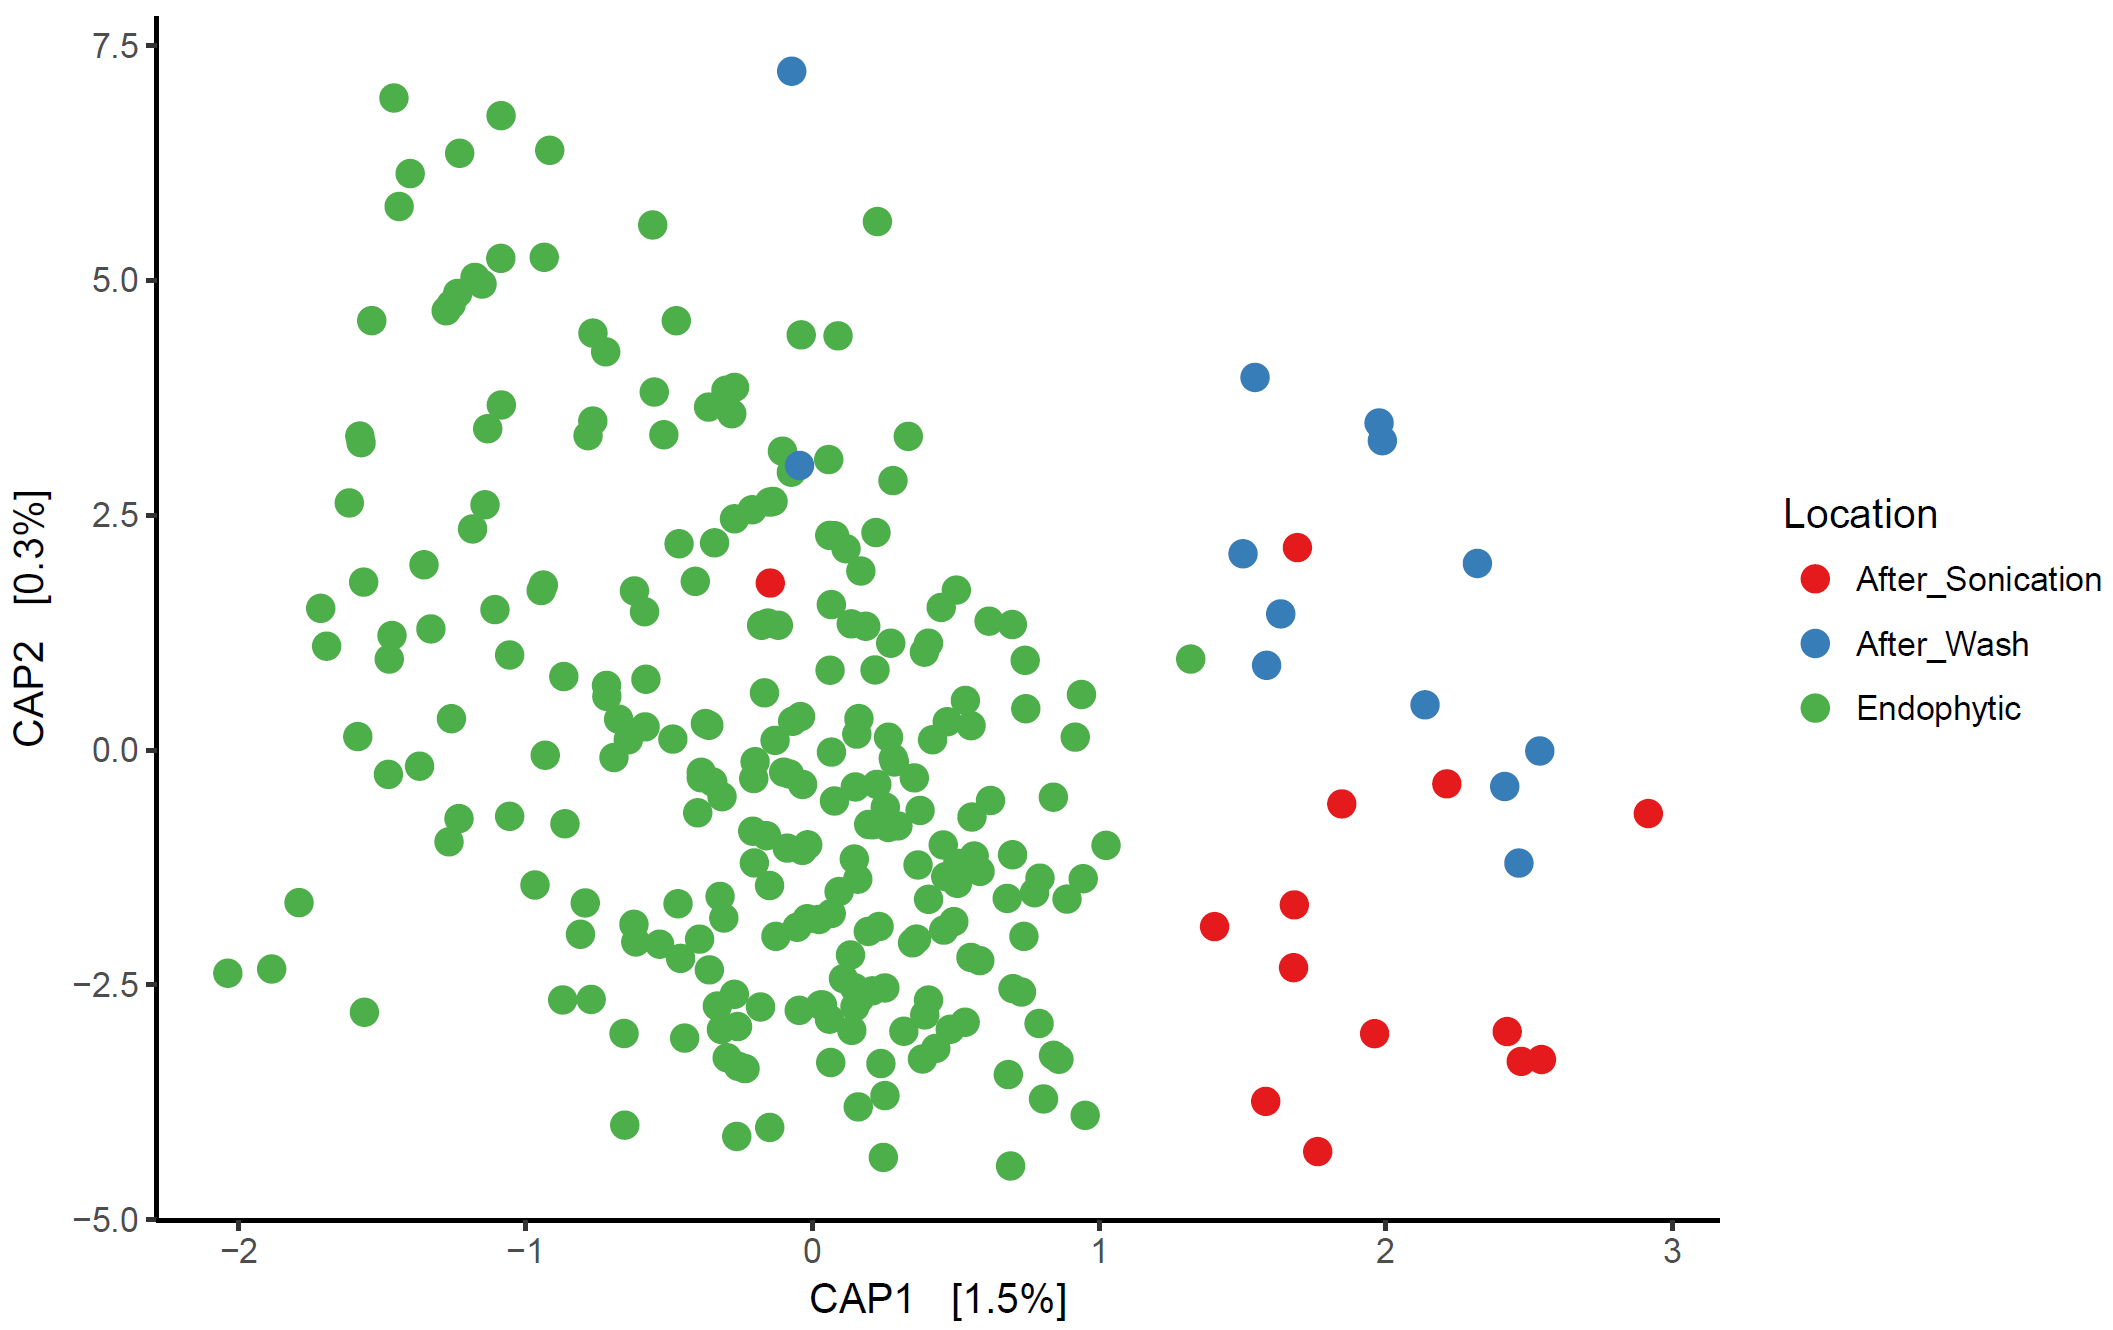 7.5
5.0
2.5
0.0
−2.5
−5.0
CAP2 [0.3%]
−2 −1 0 1 2 3
CAP1 [1.5%]
Location
After_Sonication
After_Wash
Endophytic